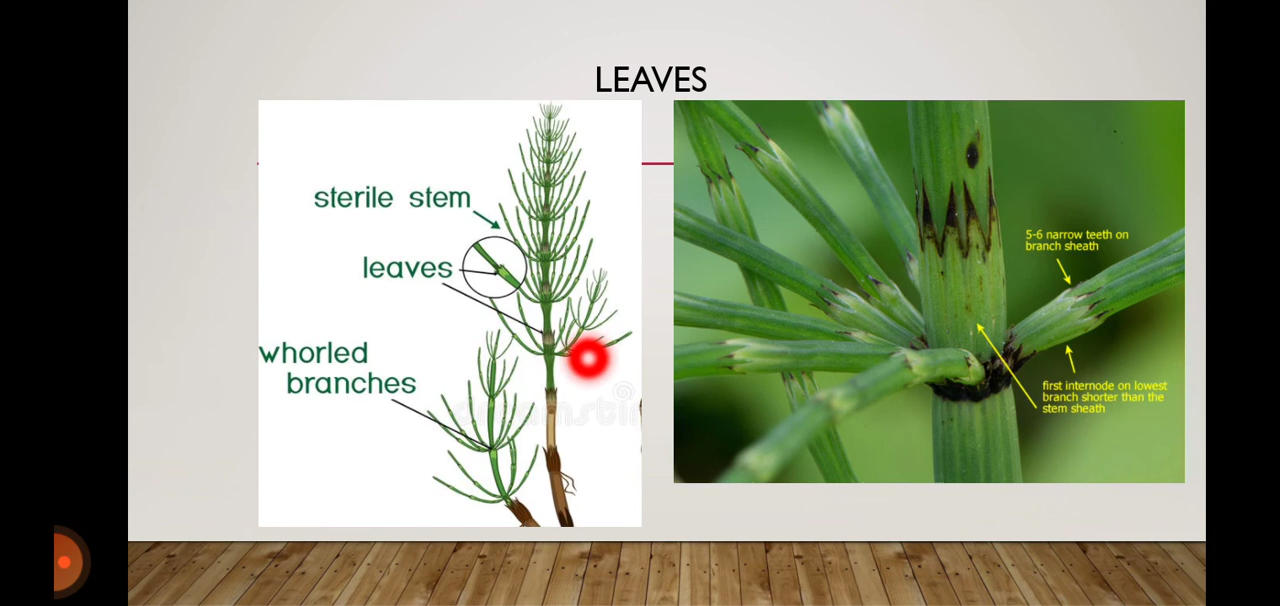 LEAVES
sterile stem
leaves
whorled
branches
5-6 narrow teeth on
branch sheath
first internode on lowest
branch shorter than the
stem sheath